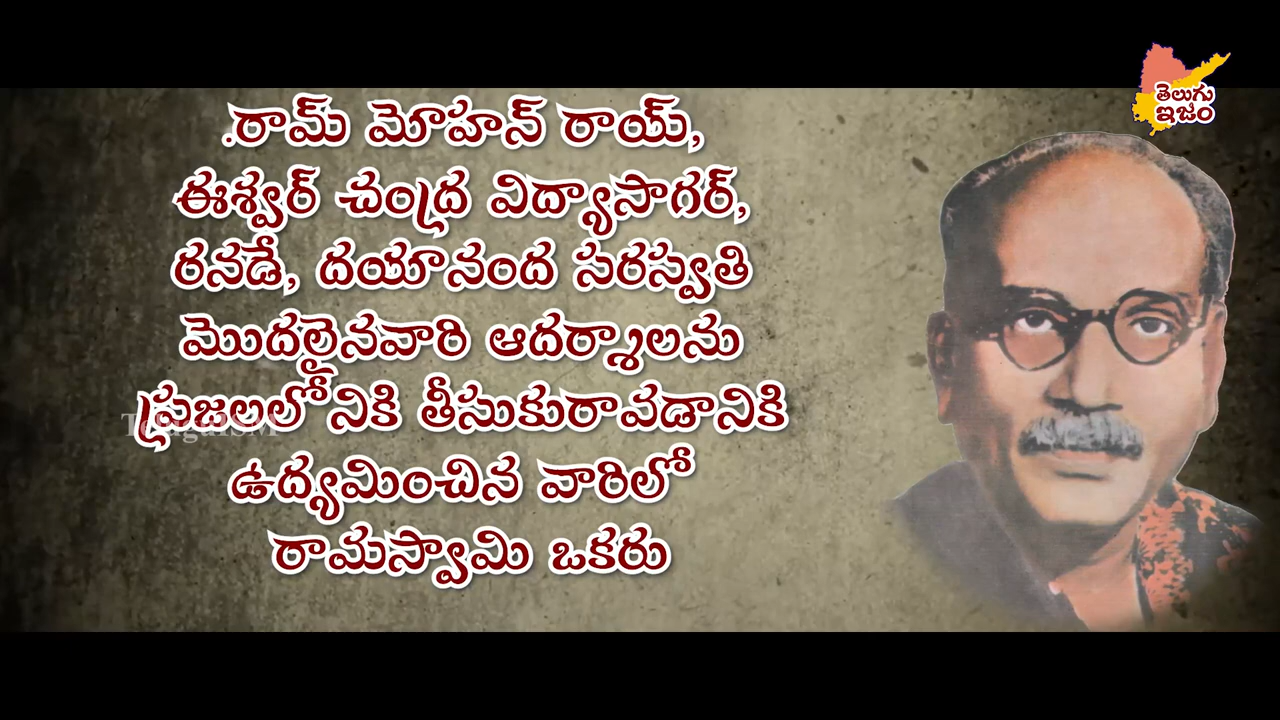 తెలుగు
ఇజం
.రామ్ మోహన్ రాయ్,
ఈశ్వర్ చంద్ర విద్యాసాగర్,
రనడే, దయానంద సరస్వతి
మొదలైనవారి ఆదర్శాలను
ప్రజలలోనికి తీసుకురావడానికి
TeluguISM
ఉద్యమించిన వారిలో
రామస్వామి ఒకరు